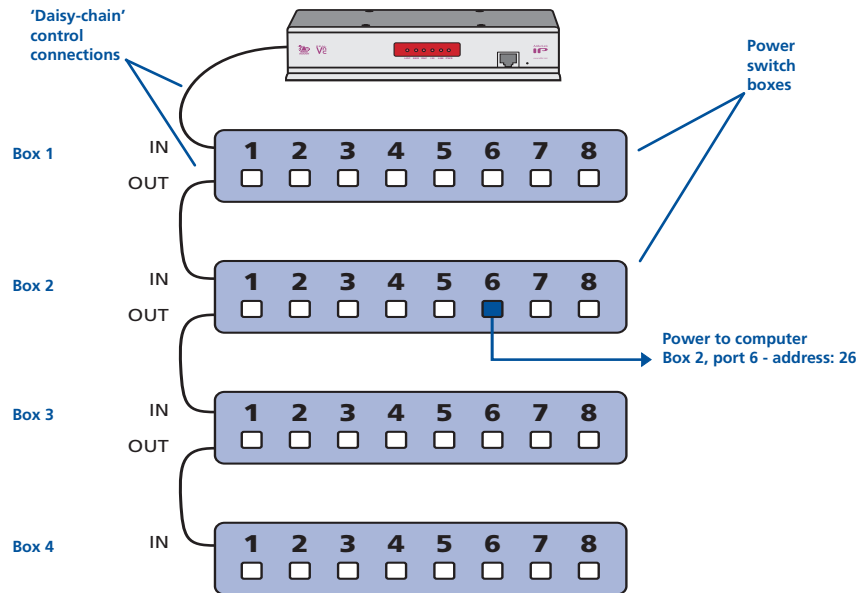 ‘Daisy-chain’
control
connections
Power
switch
boxes
Box 1
IN
OUT
1 2 3 4 5 6 7 8
Box 2
IN
OUT
1 2 3 4 5 6 7 8
Power to computer
Box 2, port 6 - address: 26
Box 3
IN
OUT
1 2 3 4 5 6 7 8
Box 4
IN
1 2 3 4 5 6 7 8